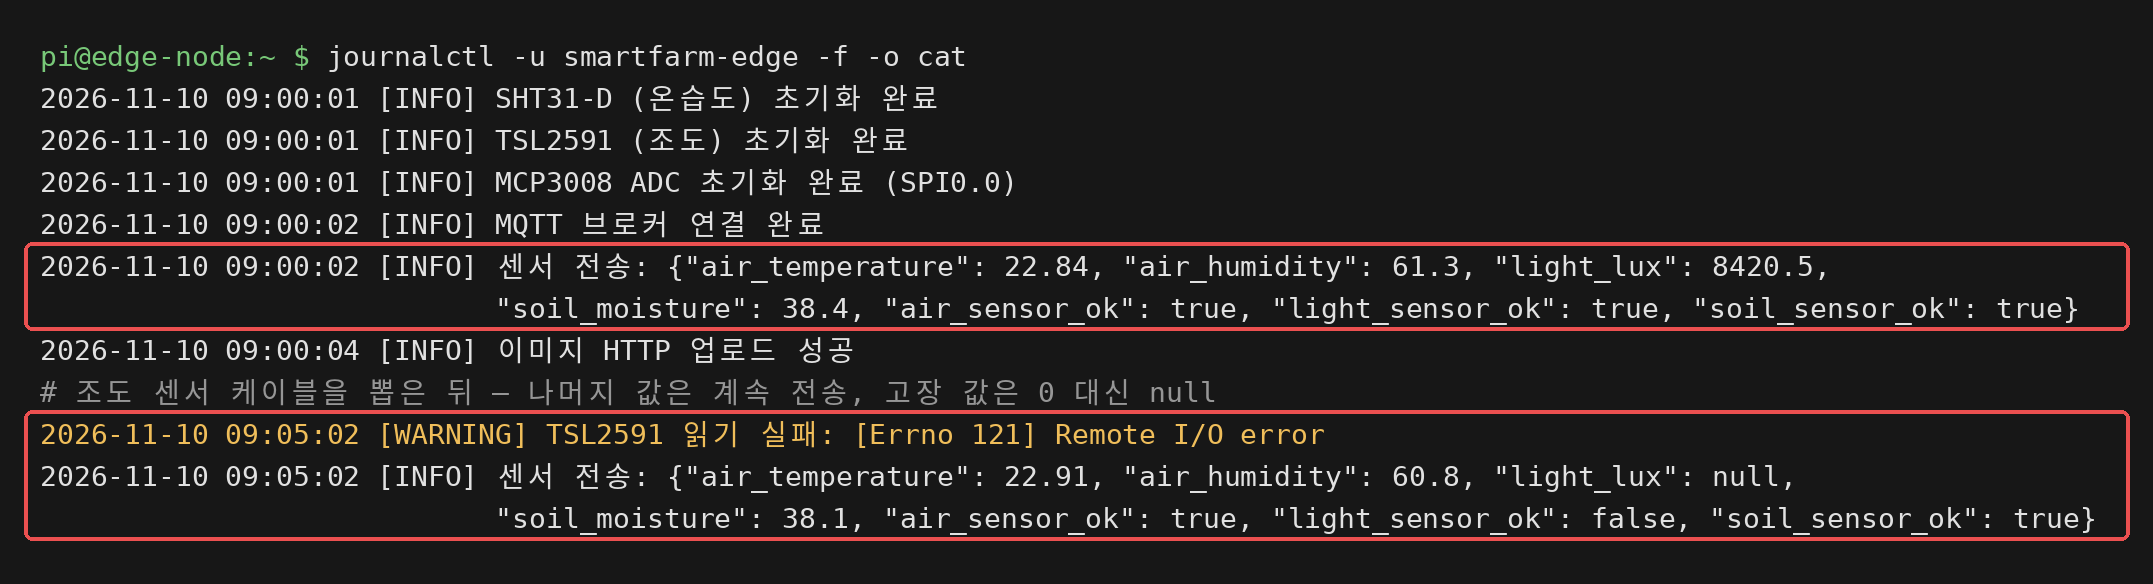 pi@edge-node:~ $ journalctl -u smartfarm-edge -f -o cat
2026-11-10 09:00:01 [INFO] SHT31-D (온습도) 초기화 완료
2026-11-10 09:00:01 [INFO] TSL2591 (조도) 초기화 완료
2026-11-10 09:00:01 [INFO] MCP3008 ADC 초기화 완료 (SPI0.0)
2026-11-10 09:00:02 [INFO] MQTT 브로커 연결 완료
2026-11-10 09:00:02 [INFO] 센서 전송: {"air_temperature": 22.84, "air_humidity": 61.3, "light_lux": 8420.5,
"soil_moisture": 38.4, "air_sensor_ok": true, "light_sensor_ok": true, "soil_sensor_ok": true}
2026-11-10 09:00:04 [INFO] 이미지 HTTP 업로드 성공
# 조도 센서 케이블을 뽑은 뒤 — 나머지 값은 계속 전송, 고장 값은 0 대신 null
2026-11-10 09:05:02 [WARNING] TSL2591 읽기 실패: [Errno 121] Remote I/O error
2026-11-10 09:05:02 [INFO] 센서 전송: {"air_temperature": 22.91, "air_humidity": 60.8, "light_lux": null,
"soil_moisture": 38.1, "air_sensor_ok": true, "light_sensor_ok": false, "soil_sensor_ok": true}